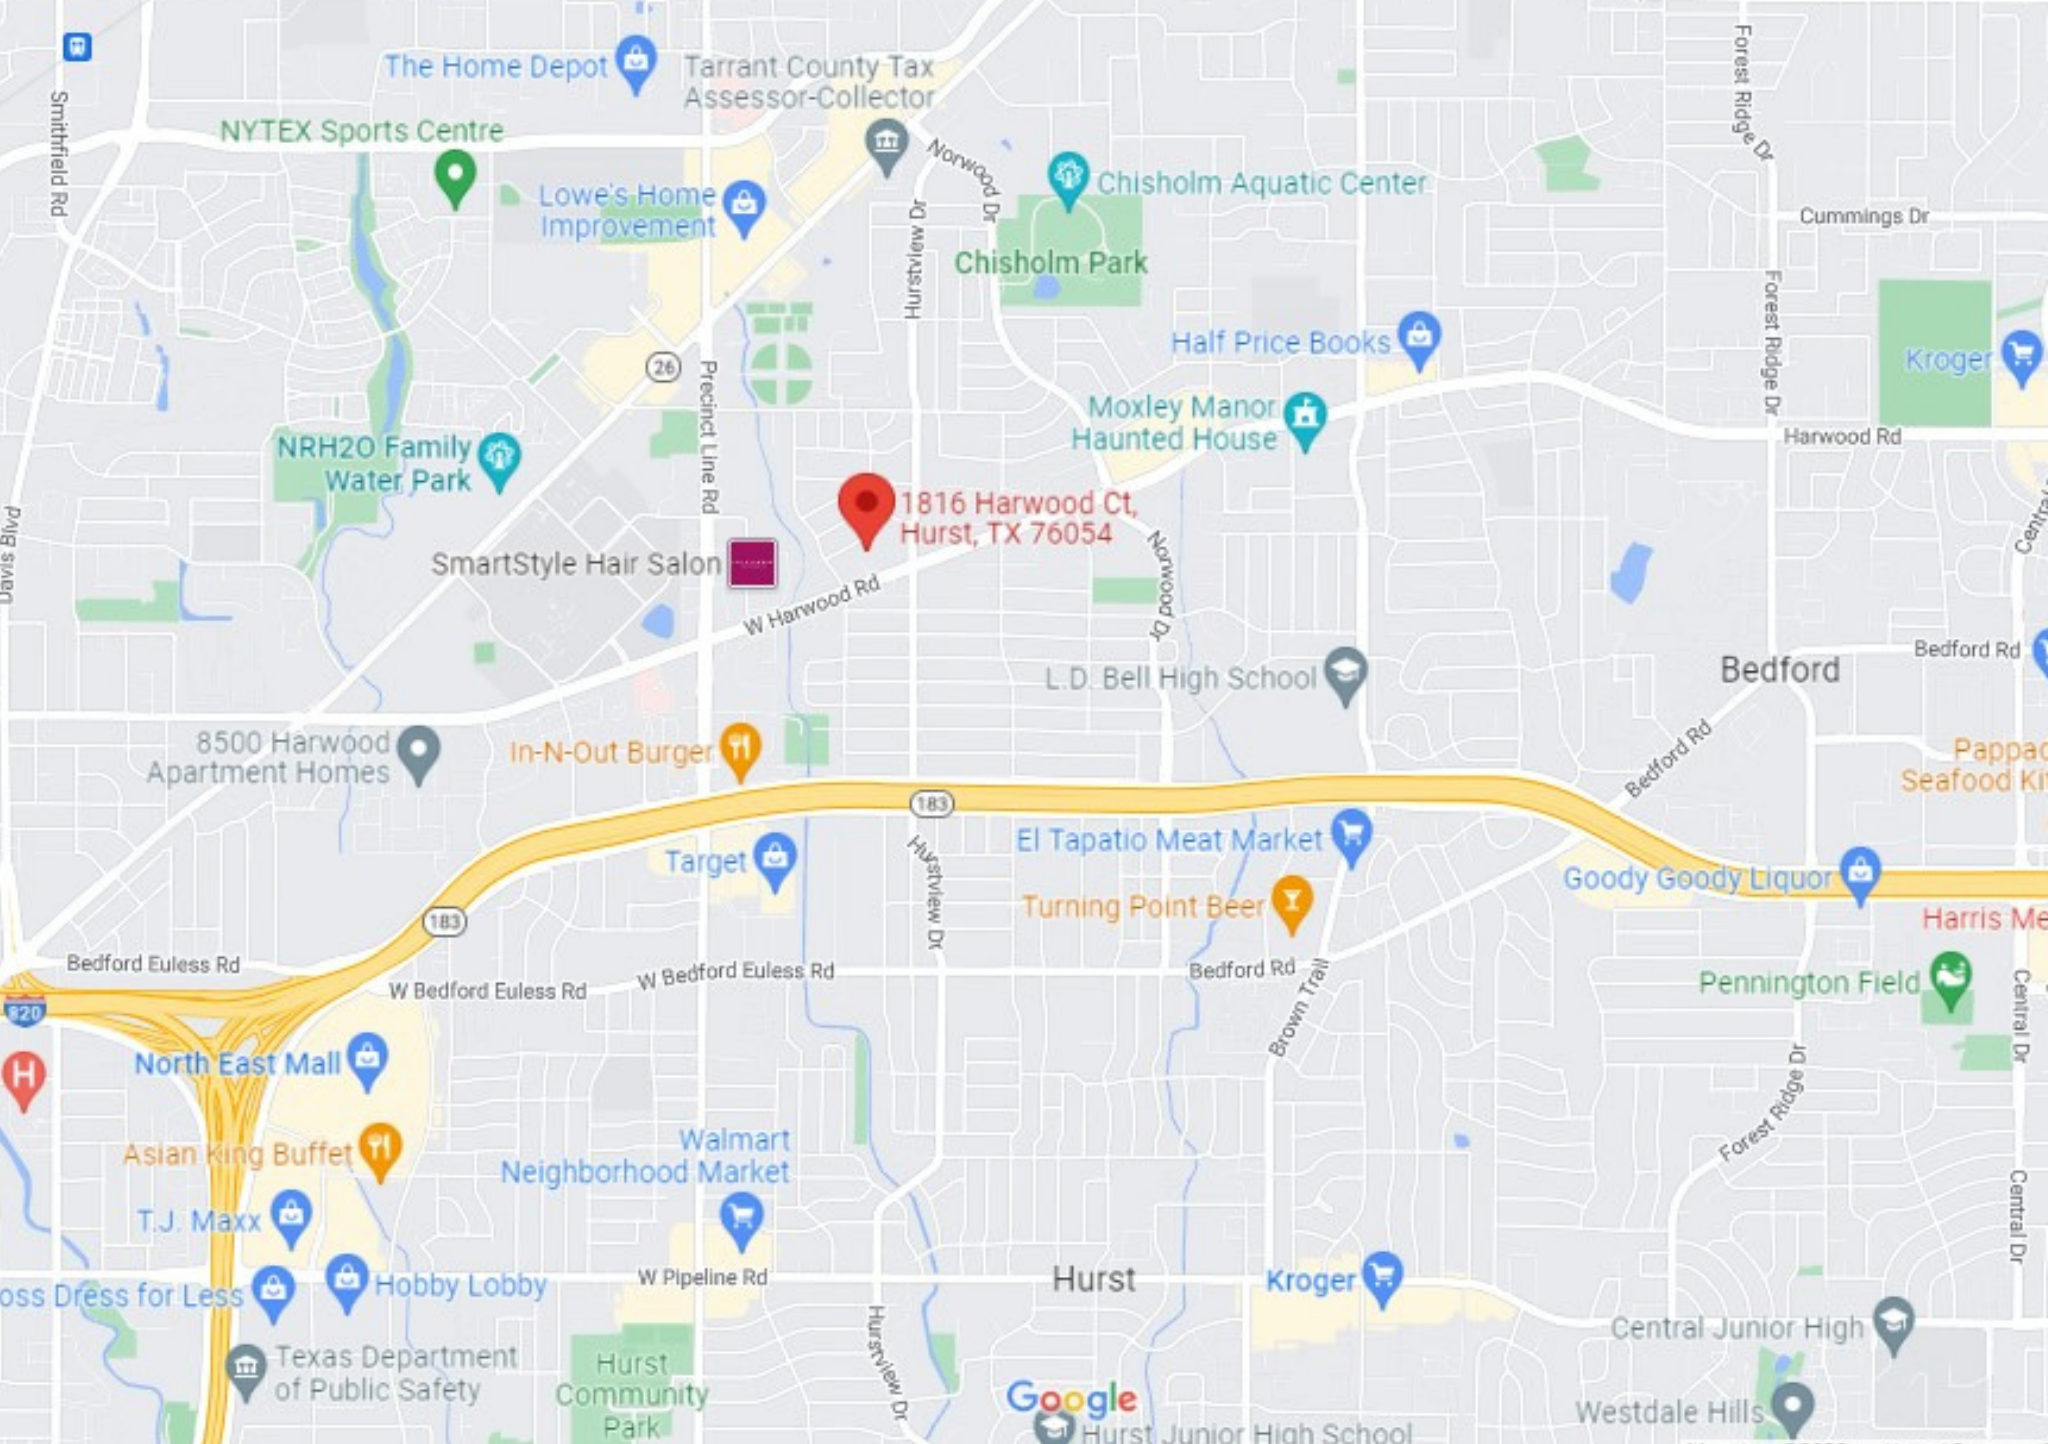 The Home Depot
Tarrant County Tax
Assessor-Collector
Smithfield Rd
NYTEX Sports Centre
Norwood Dr
Forest Ridge Dr
Lowe's Home
Improvement
Hurstview Dr
Chisholm Aquatic Center
Cummings Dr
Chisholm Park
Forest Ridge Dr
Half Price Books
Kroger
26
Precinct Line Rd
Moxley Manor
Haunted House
Harwood Rd
NRH2O Family
Water Park
1816 Harwood Ct,
Hurst, TX 76054
Davis Blvd
SmartStyle Hair Salon
W Harwood Rd
Norwood Dr
L.D. Bell High School
Bedford
Bedford Rd
8500 Harwood
Apartment Homes
In-N-Out Burger
Bedford Rd
Pappad
Seafood Kit
183
Target
Hurstview Dr
El Tapatio Meat Market
Turning Point Beer
Goody Goody Liquor
183
Harris Me
Bedford Euless Rd
W Bedford Euless Rd
W Bedford Euless Rd
Bedford Rd
Pennington Field
820
Brown Trail
Central Dr
North East Mall
H
Forest Ridge Dr
Asian King Buffet
Walmart
Neighborhood Market
T.J. Maxx
Central Dr
W Pipeline Rd
Hurst
Kroger
oss Dress for Less
Hobby Lobby
Hurstview Dr
Central Junior High
Texas Department
of Public Safety
Hurst
Community
Park
Google
Hurst Junior High School
Westdale Hills